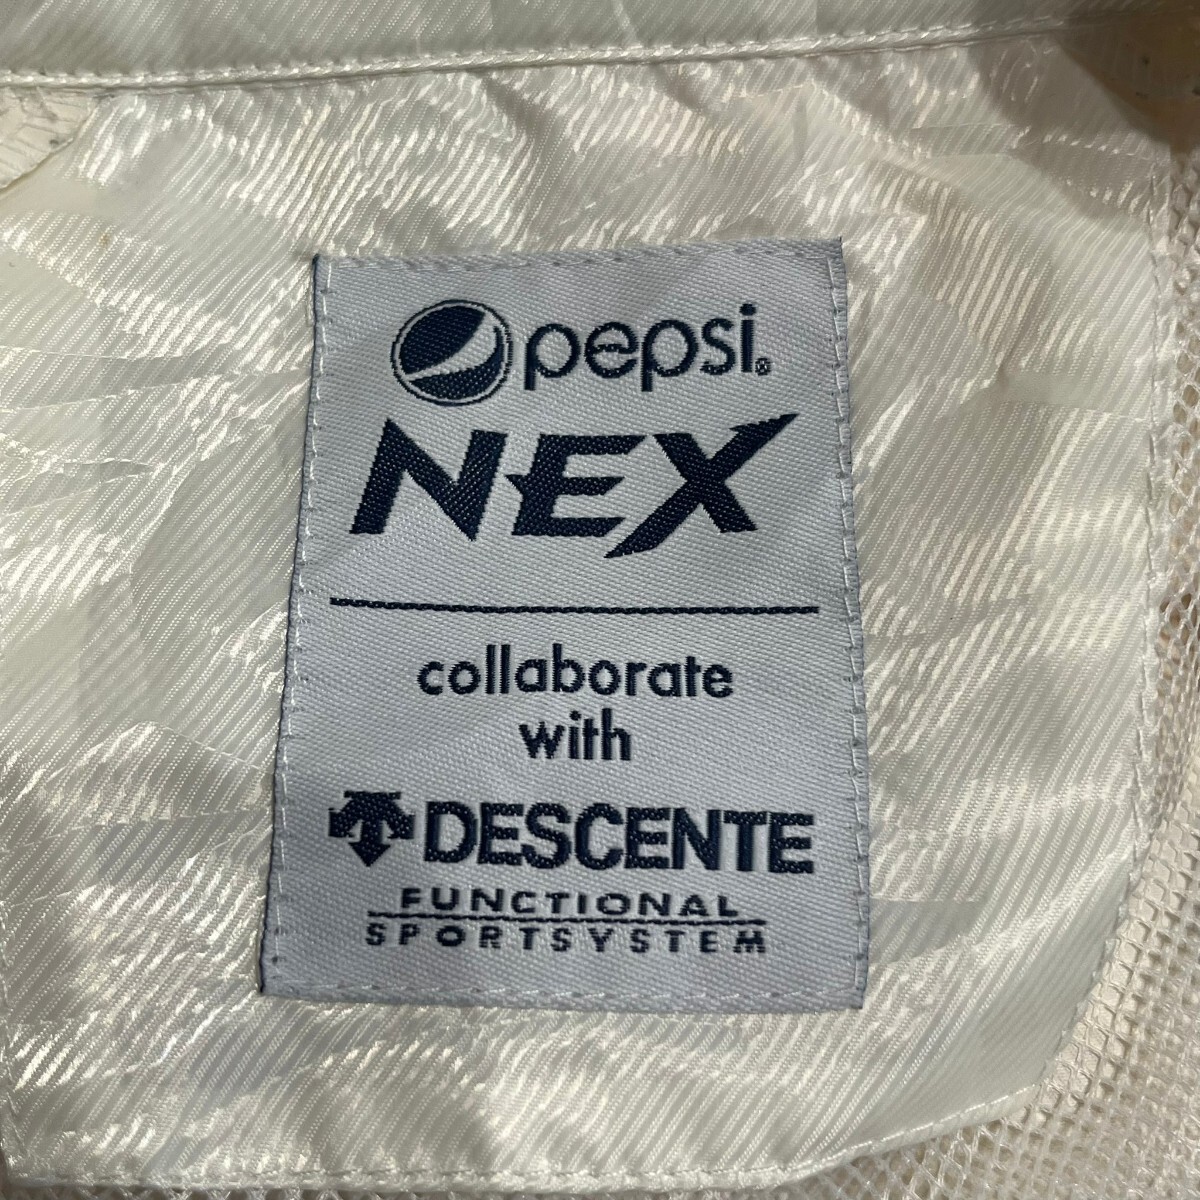 pepsi®
NEX
collaborate
with
DESCENTE
FUNCTIONAL
SPORTSYSTEM